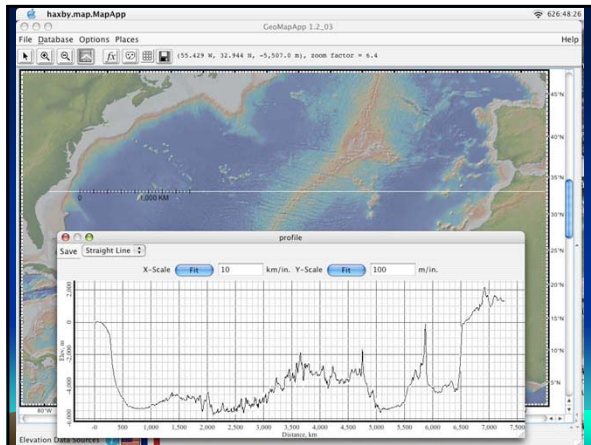 haxby.map.MapApp 626:48:26
GeoMapApp 1.2_03
File Database Options Places Help
fx (55.429 W, 32.944 N, -5,507.0 m), zoom factor = 6.4
45°N
40°N
35°N
30°N
25°N
20°N
15°N
10°N
5°N
0 1,000 KM
profile
Save Straight Line
X-Scale Fit 10 km/in. Y-Scale Fit 100 m/in.
2,000
0
-2,000
-4,000
-6,000
Elev, m
-0 500 1,000 1,500 2,000 2,500 3,000 3,500 4,000 4,500 5,000 5,500 6,000 6,500 7,000 7,500
Distance, km
80°W
Elevation Data Sources